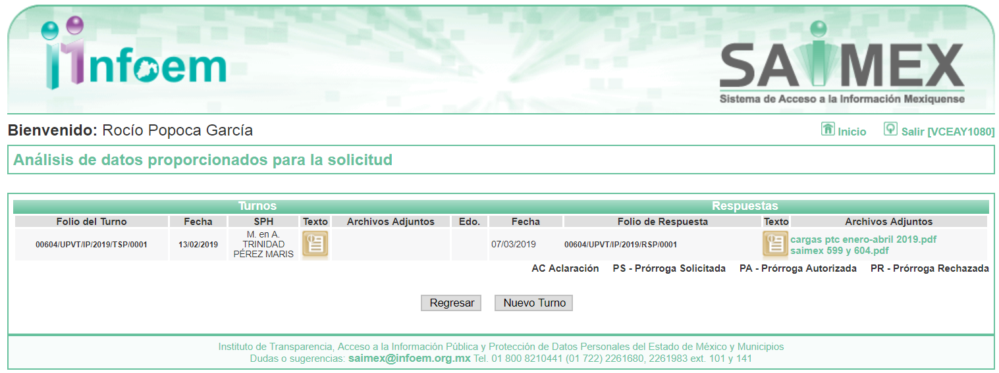 infoem
SAiMEX
Sistema de Acceso a la Información Mexiquense
Bienvenido: Rocío Popoca García
Inicio Salir [VCEAY1080]
Análisis de datos proporcionados para la solicitud
Turnos Respuestas
Folio del Turno Fecha SPH Texto Archivos Adjuntos Edo. Fecha Folio de Respuesta Texto Archivos Adjuntos
00604/UPVT/IP/2019/TSP/0001 13/02/2019 M. en A.
TRINIDAD
PÉREZ MARIS 07/03/2019 00604/UPVT/IP/2019/RSP/0001 cargas ptc enero-abril 2019.pdf
saimex 599 y 604.pdf
AC Aclaración PS - Prórroga Solicitada PA - Prórroga Autorizada PR - Prórroga Rechazada
Regresar Nuevo Turno
Instituto de Transparencia, Acceso a la Información Pública y Protección de Datos Personales del Estado de México y Municipios
Dudas o sugerencias: saimex@infoem.org.mx Tel. 01 800 8210441 (01 722) 2261680, 2261983 ext. 101 y 141